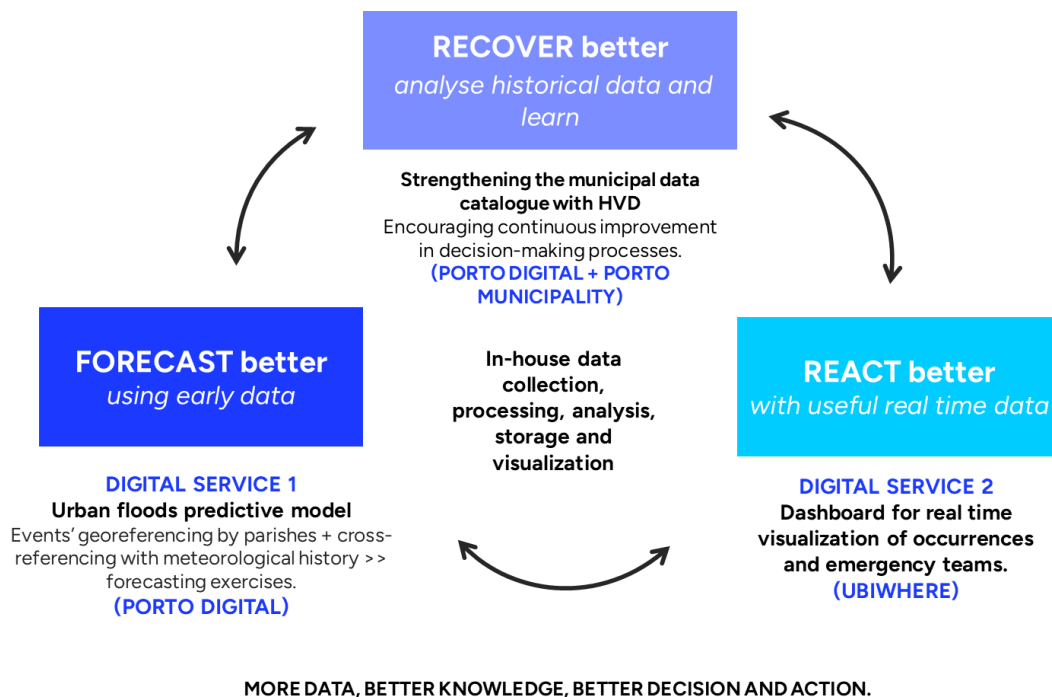 RECOVER better
analyse historical data and
learn
Strengthening the municipal data
catalogue with HVD
Encouraging continuous improvement
in decision-making processes.
(PORTO DIGITAL + PORTO
MUNICIPALITY)
FORECAST better
using early data
In-house data
collection,
processing, analysis,
storage and
visualization
REACT better
with useful real time data
DIGITAL SERVICE 1
Urban floods predictive model
Events' georeferencing by parishes + cross-
referencing with meteorological history >>
forecasting exercises.
(PORTO DIGITAL)
DIGITAL SERVICE 2
Dashboard for real time
visualization of occurrences
and emergency teams.
(UBIWHERE)
MORE DATA, BETTER KNOWLEDGE, BETTER DECISION AND ACTION.